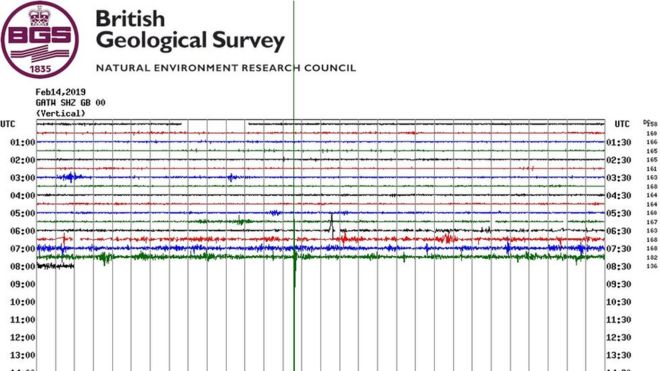 BGS
1835
British
Geological Survey
NATURAL ENVIRONMENT RESEARCH COUNCIL
Feb14,2019
GATW SHZ GB 00
(Vertical)
UTC UTC
158
160
01:00 01:30 166
165
02:00 02:30 165
161
03:00 03:30 163
168
04:00 04:30 164
164
05:00 05:30 160
167
06:00 06:30 163
168
07:00 07:30 168
182
08:00 08:30 136
09:00 09:30
10:00 10:30
11:00 11:30
12:00 12:30
13:00 13:30